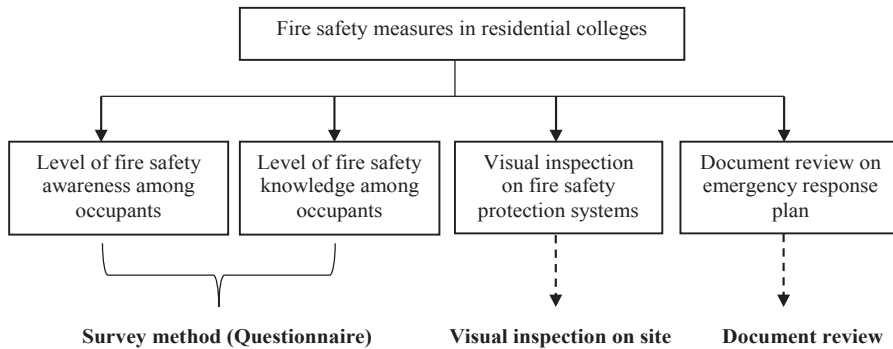 Fire safety measures in residential colleges
Level of fire safety
awareness among
occupants
Level of fire safety
knowledge among
occupants
Visual inspection
on fire safety
protection systems
Document review on
emergency response
plan
Survey method (Questionnaire)
Visual inspection on site
Document review